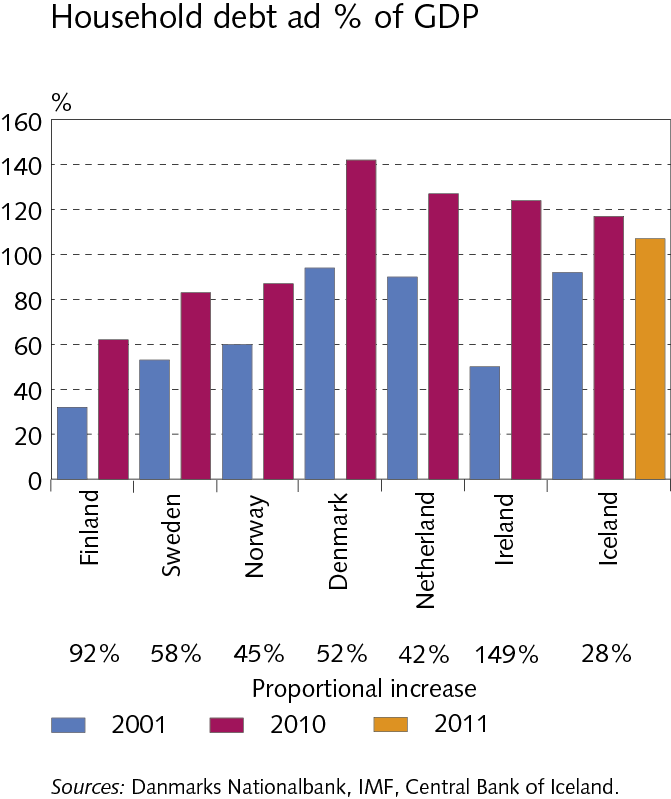 Household debt ad % of GDP
%
160
140
120
100
80
60
40
20
0
Finland
Sweden
Norway
Denmark
Netherland
Ireland
Iceland
92% 58% 45% 52% 42% 149% 28%
Proportional increase
2001 2010 2011
Sources: Danmarks Nationalbank, IMF, Central Bank of Iceland.